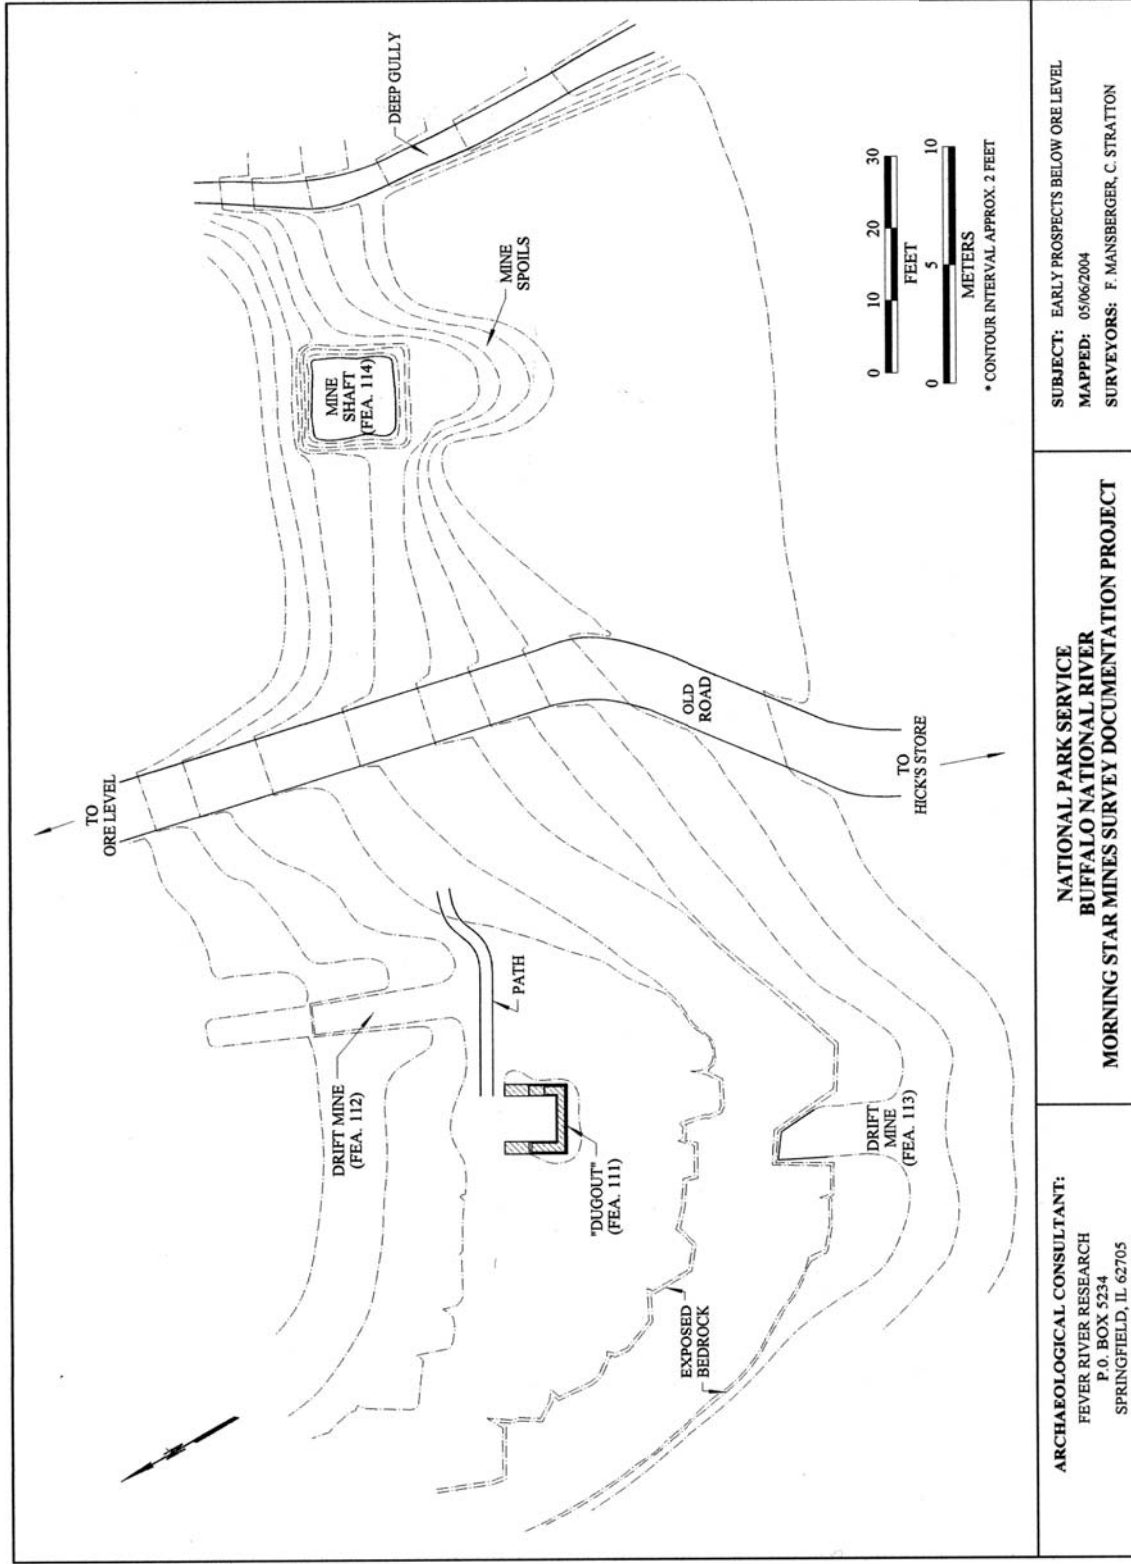 TO
ORE LEVEL
DEEP GULLY
MINE
SHAFT
(FEA. 114)
MINE
SPOILS
DRIFT MINE
(FEA. 112)
PATH
"DUGOUT"
(FEA. 111)
OLD
ROAD
EXPOSED
BEDROCK
DRIFT
MINE
(FEA. 113)
TO
HICK'S STORE
0 10 20 30
FEET
0 5 10
METERS
* CONTOUR INTERVAL APPROX. 2 FEET
ARCHAEOLOGICAL CONSULTANT:
FEVER RIVER RESEARCH
P.O. BOX 5234
SPRINGFIELD, IL 62705
NATIONAL PARK SERVICE
BUFFALO NATIONAL RIVER
MORNING STAR MINES SURVEY DOCUMENTATION PROJECT
SUBJECT: EARLY PROSPECTS BELOW ORE LEVEL
MAPPED: 05/06/2004
SURVEYORS: F. MANSBERGER, C. STRATTON